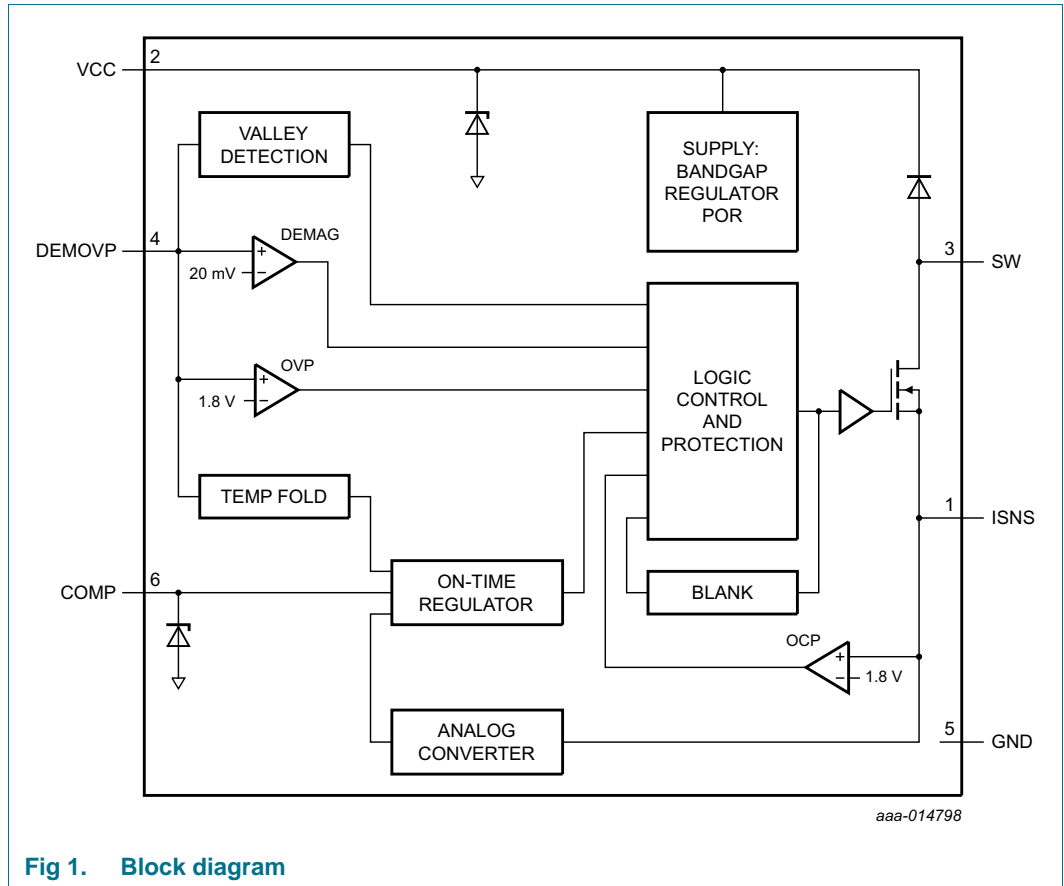 2
VCC
VALLEY
DETECTION
SUPPLY:
BANDGAP
REGULATOR
POR
4
DEMOVP
DEMAG
+
20 mV
−
3
SW
OVP
+
1.8 V
−
LOGIC
CONTROL
AND
PROTECTION
TEMP FOLD
1
ISNS
6
COMP
ON-TIME
REGULATOR
BLANK
OCP
+
−
1.8 V
ANALOG
CONVERTER
5
GND
aaa-014798
Fig 1. Block diagram